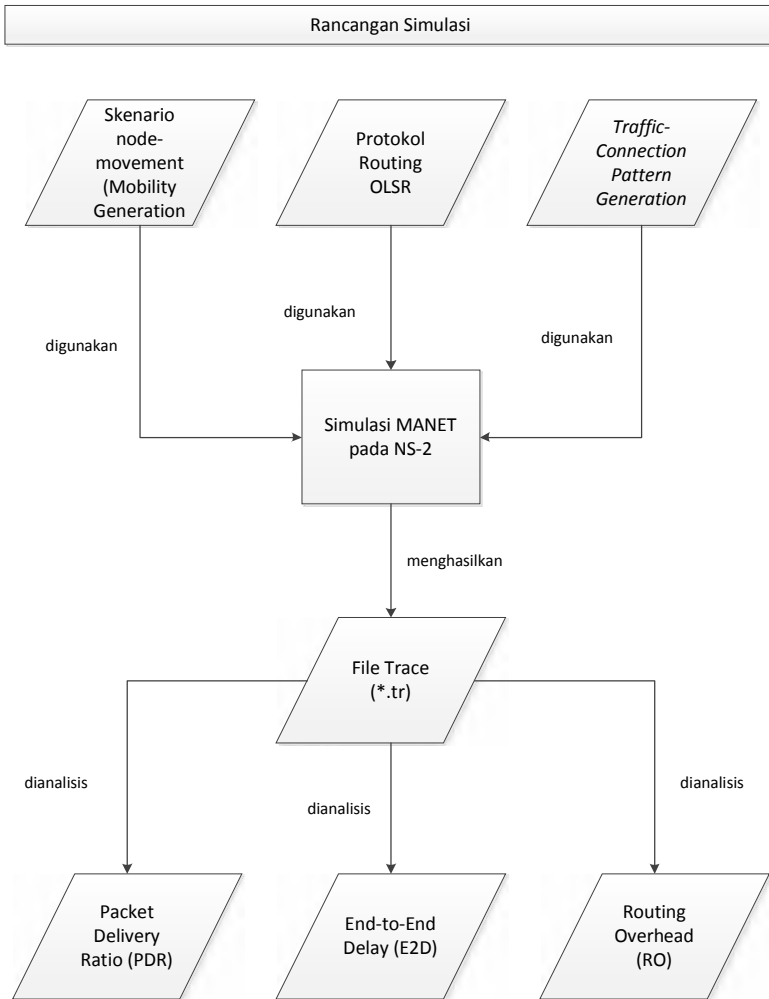 Rancangan Simulasi
Skenario
node-
movement
(Mobility
Generation
Protokol
Routing
OLSR
Traffic-
Connection
Pattern
Generation
digunakan
digunakan
digunakan
Simulasi MANET
pada NS-2
menghasilkan
File Trace
(*.tr)
dianalisis
dianalisis
dianalisis
Packet
Delivery
Ratio (PDR)
End-to-End
Delay (E2D)
Routing
Overhead
(RO)